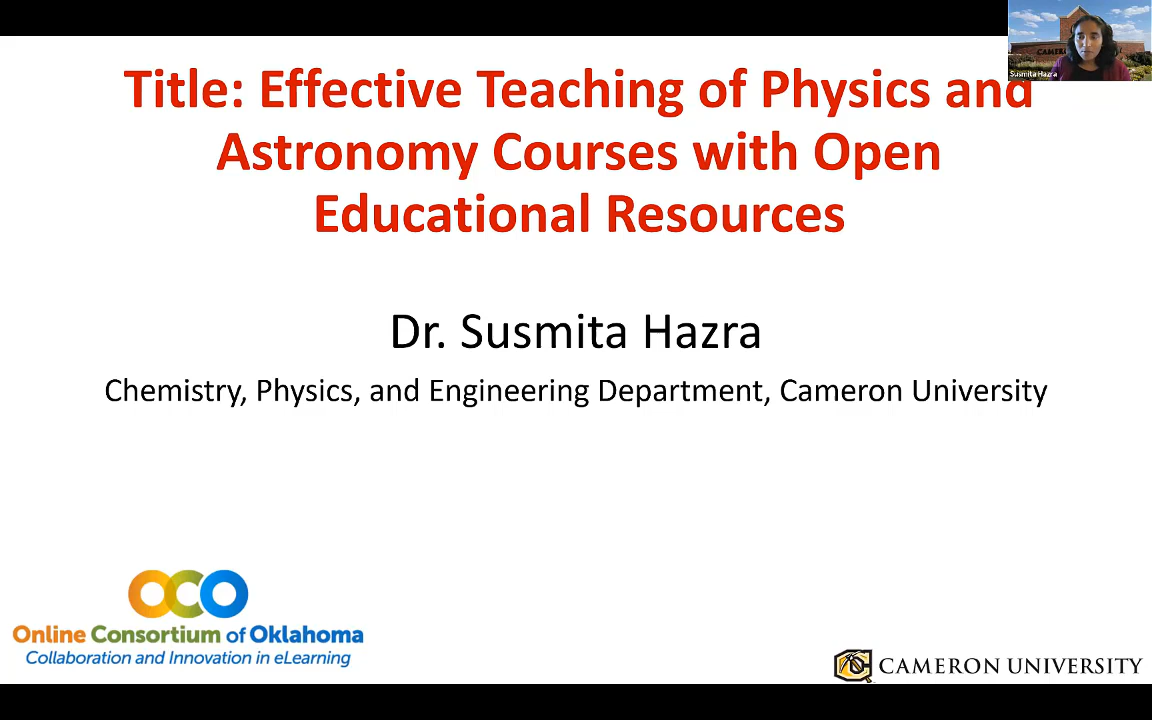 Title: Effective Teaching of Physics and
Astronomy Courses with Open
Educational Resources
Dr. Susmita Hazra
Chemistry, Physics, and Engineering Department, Cameron University
OCO
Online Consortium of Oklahoma
Collaboration and Innovation in eLearning
CAMERON UNIVERSITY
Susmita Hazra